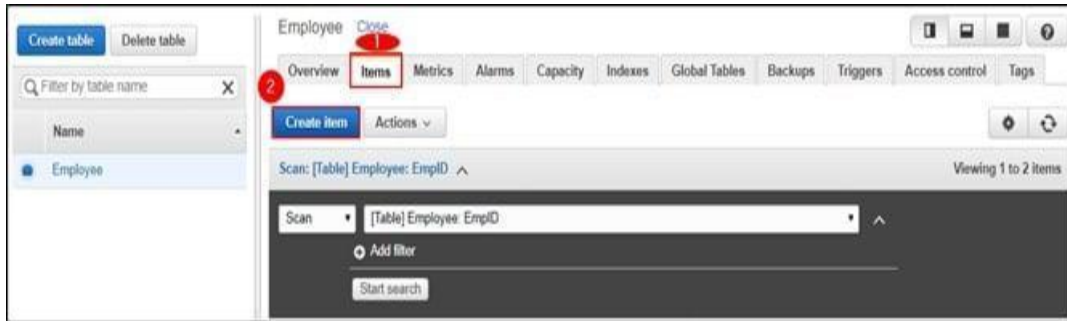 Create table Delete table
Filter by table name X
Name
Employee
Employee Close
1
Overview Items Metrics Alarms Capacity Indexes Global Tables Backups Triggers Access control Tags
2
Create item Actions
Scan: [Table] Employee: EmpID
Viewing 1 to 2 items
Scan [Table] Employee: EmpID
Add filter
Start search